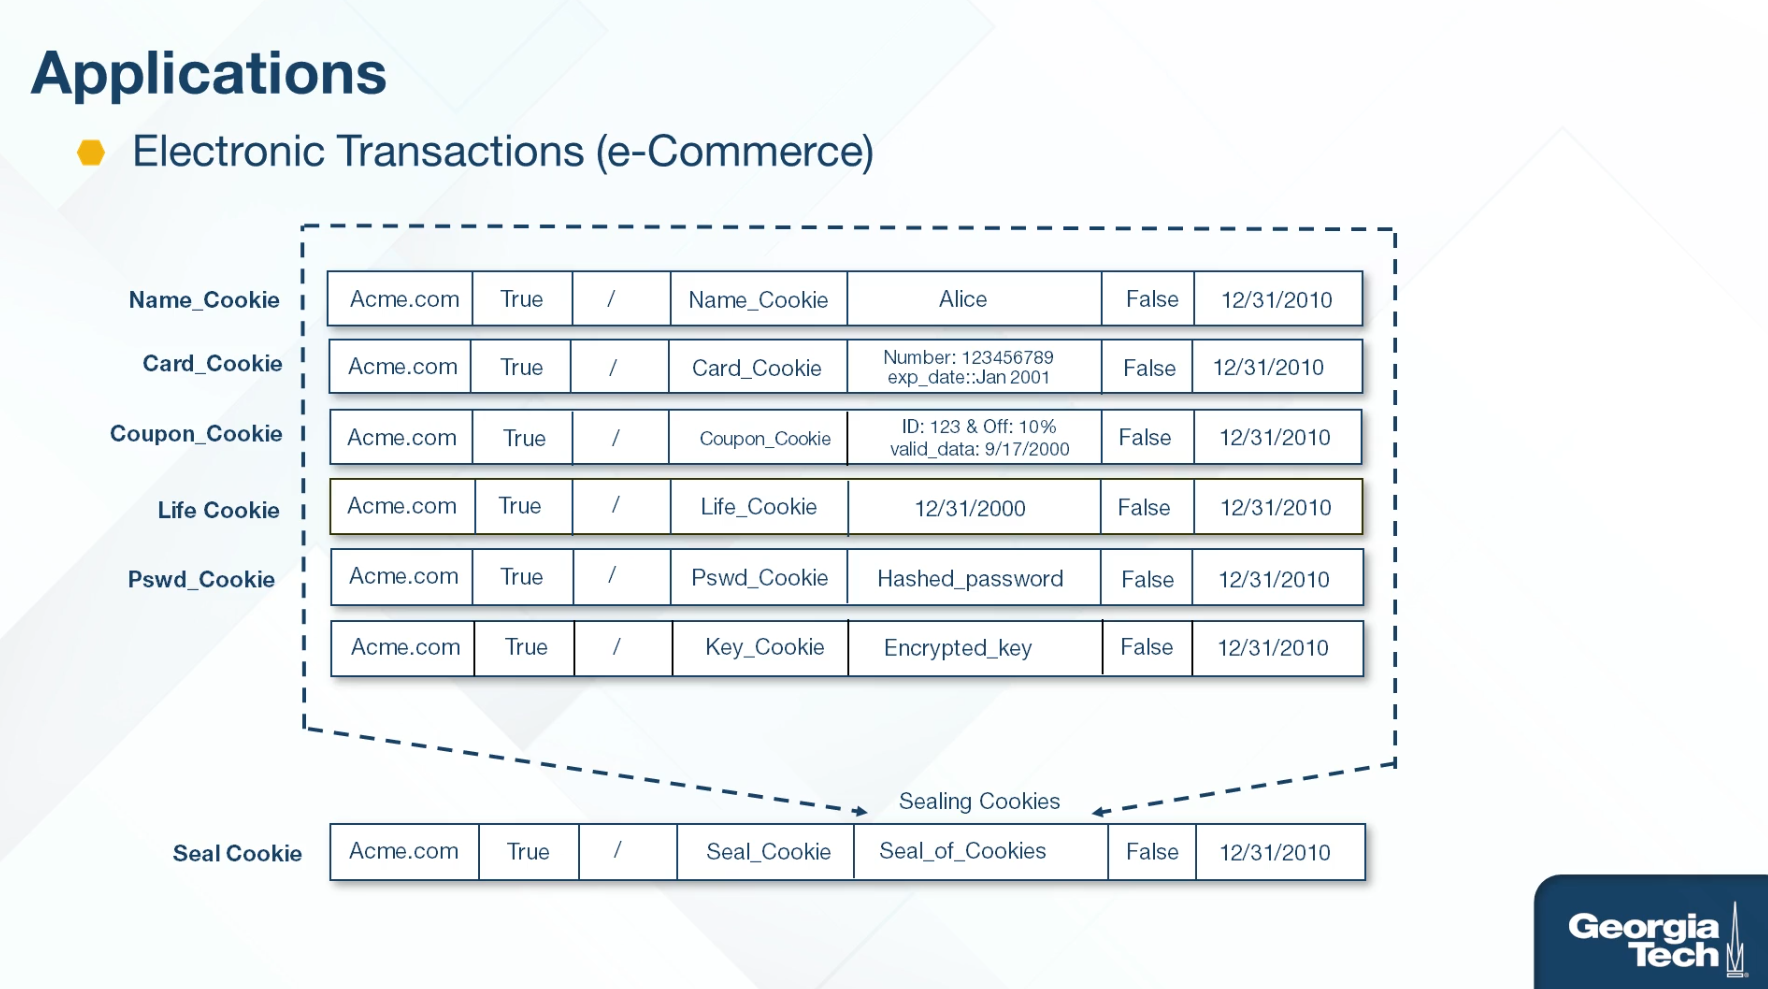 Applications
Electronic Transactions (e-Commerce)
Name_Cookie Acme.com True / Name_Cookie Alice False 12/31/2010
Card_Cookie Acme.com True / Card_Cookie Number: 123456789 False 12/31/2010
exp_date::Jan 2001
Coupon_Cookie Acme.com True / Coupon_Cookie ID: 123 & Off: 10% False 12/31/2010
valid_data: 9/17/2000
Life Cookie Acme.com True / Life_Cookie 12/31/2000 False 12/31/2010
Pswd_Cookie Acme.com True / Pswd_Cookie Hashed_password False 12/31/2010
Acme.com True / Key_Cookie Encrypted_key False 12/31/2010
Sealing Cookies
Seal Cookie Acme.com True / Seal_Cookie Seal_of_Cookies False 12/31/2010
Georgia
Tech